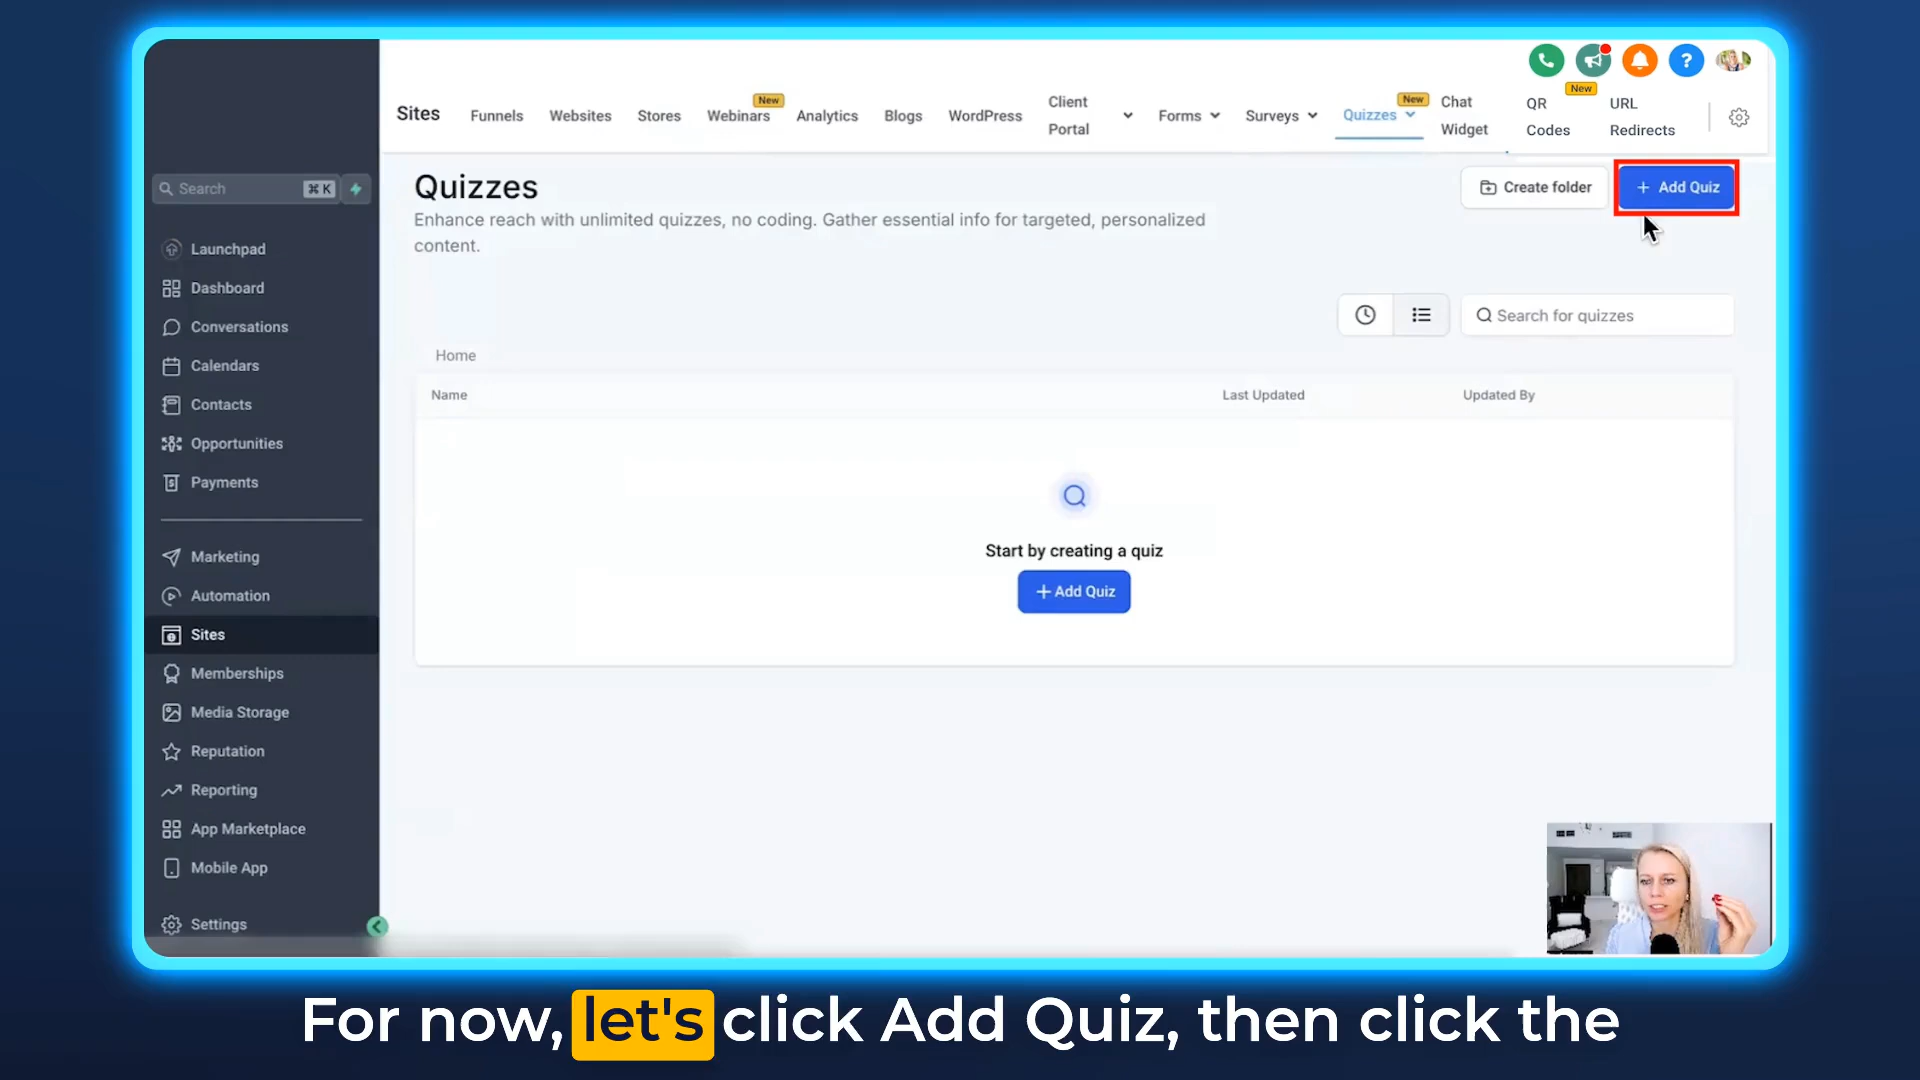 Sites
Funnels
Websites
Stores
Webinars
New
Analytics
Blogs
WordPress
Client
Portal
Forms
Surveys
Quizzes
New
Chat
Widget
QR
Codes
New
URL
Redirects
?
Search
⌘ K
Launchpad
Dashboard
Conversations
Calendars
Contacts
Opportunities
Payments
Marketing
Automation
Sites
Memberships
Media Storage
Reputation
Reporting
App Marketplace
Mobile App
Settings
Quizzes
Enhance reach with unlimited quizzes, no coding. Gather essential info for targeted, personalized
content.
Create folder
+ Add Quiz
Search for quizzes
Home
Name
Last Updated
Updated By
Start by creating a quiz
+ Add Quiz
For now, let's click Add Quiz, then click the